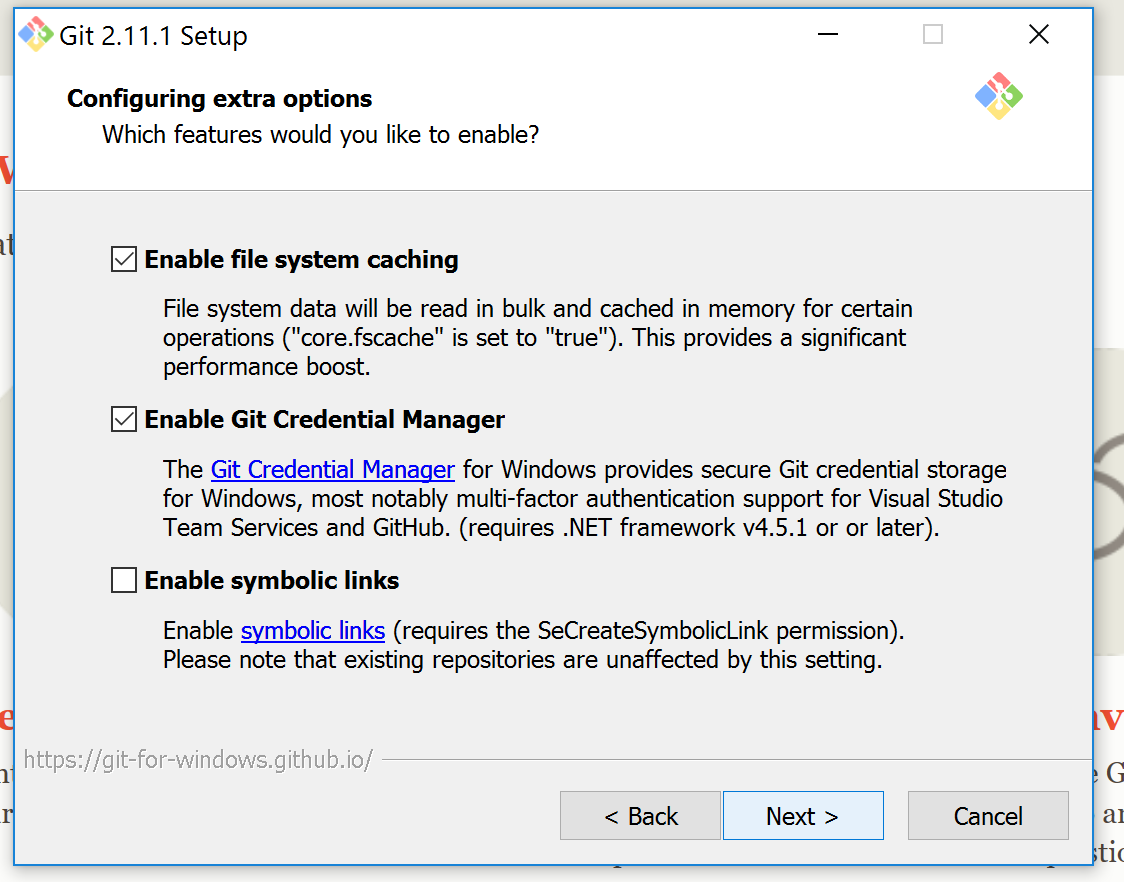 Git 2.11.1 Setup
Configuring extra options
Which features would you like to enable?
Enable file system caching
File system data will be read in bulk and cached in memory for certain
operations ("core.fscache" is set to "true"). This provides a significant
performance boost.
Enable Git Credential Manager
The Git Credential Manager for Windows provides secure Git credential storage
for Windows, most notably multi-factor authentication support for Visual Studio
Team Services and GitHub. (requires .NET framework v4.5.1 or or later).
Enable symbolic links
Enable symbolic links (requires the SeCreateSymbolicLink permission).
Please note that existing repositories are unaffected by this setting.
https://git-for-windows.github.io/
< Back
Next >
Cancel